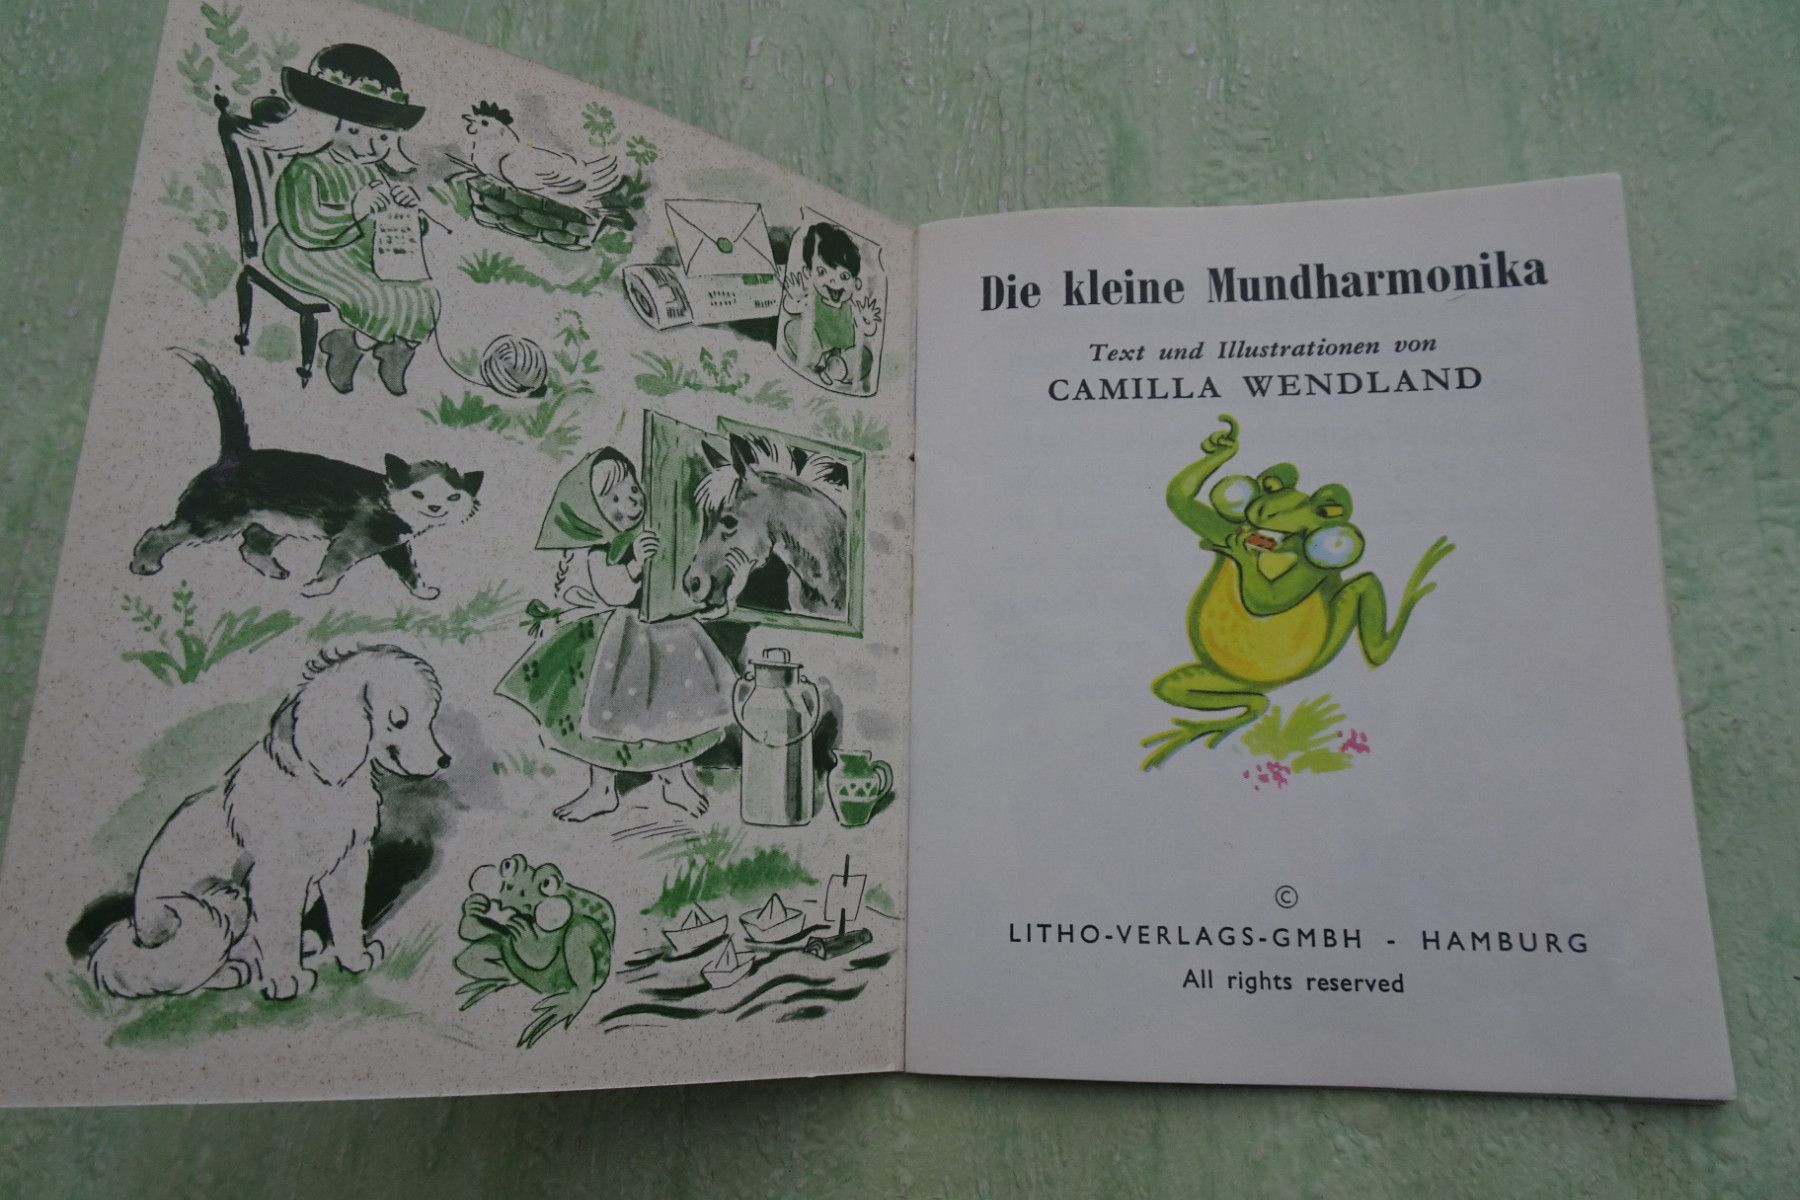 Die kleine Mundharmonika
Text und Illustrationen von
CAMILLA WENDLAND
©
LITHO-VERLAGS-GMBH - HAMBURG
All rights reserved